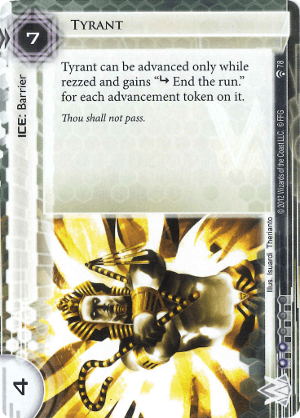 7
TYRANT
ICE: Barrier
Tyrant can be advanced only while
rezzed and gains “↳ End the run.”
for each advancement token on it.
Thou shall not pass.
78
© 2012 Wizards of the Coast LLC. © FFG
Illus. Isuardi Therianto
4